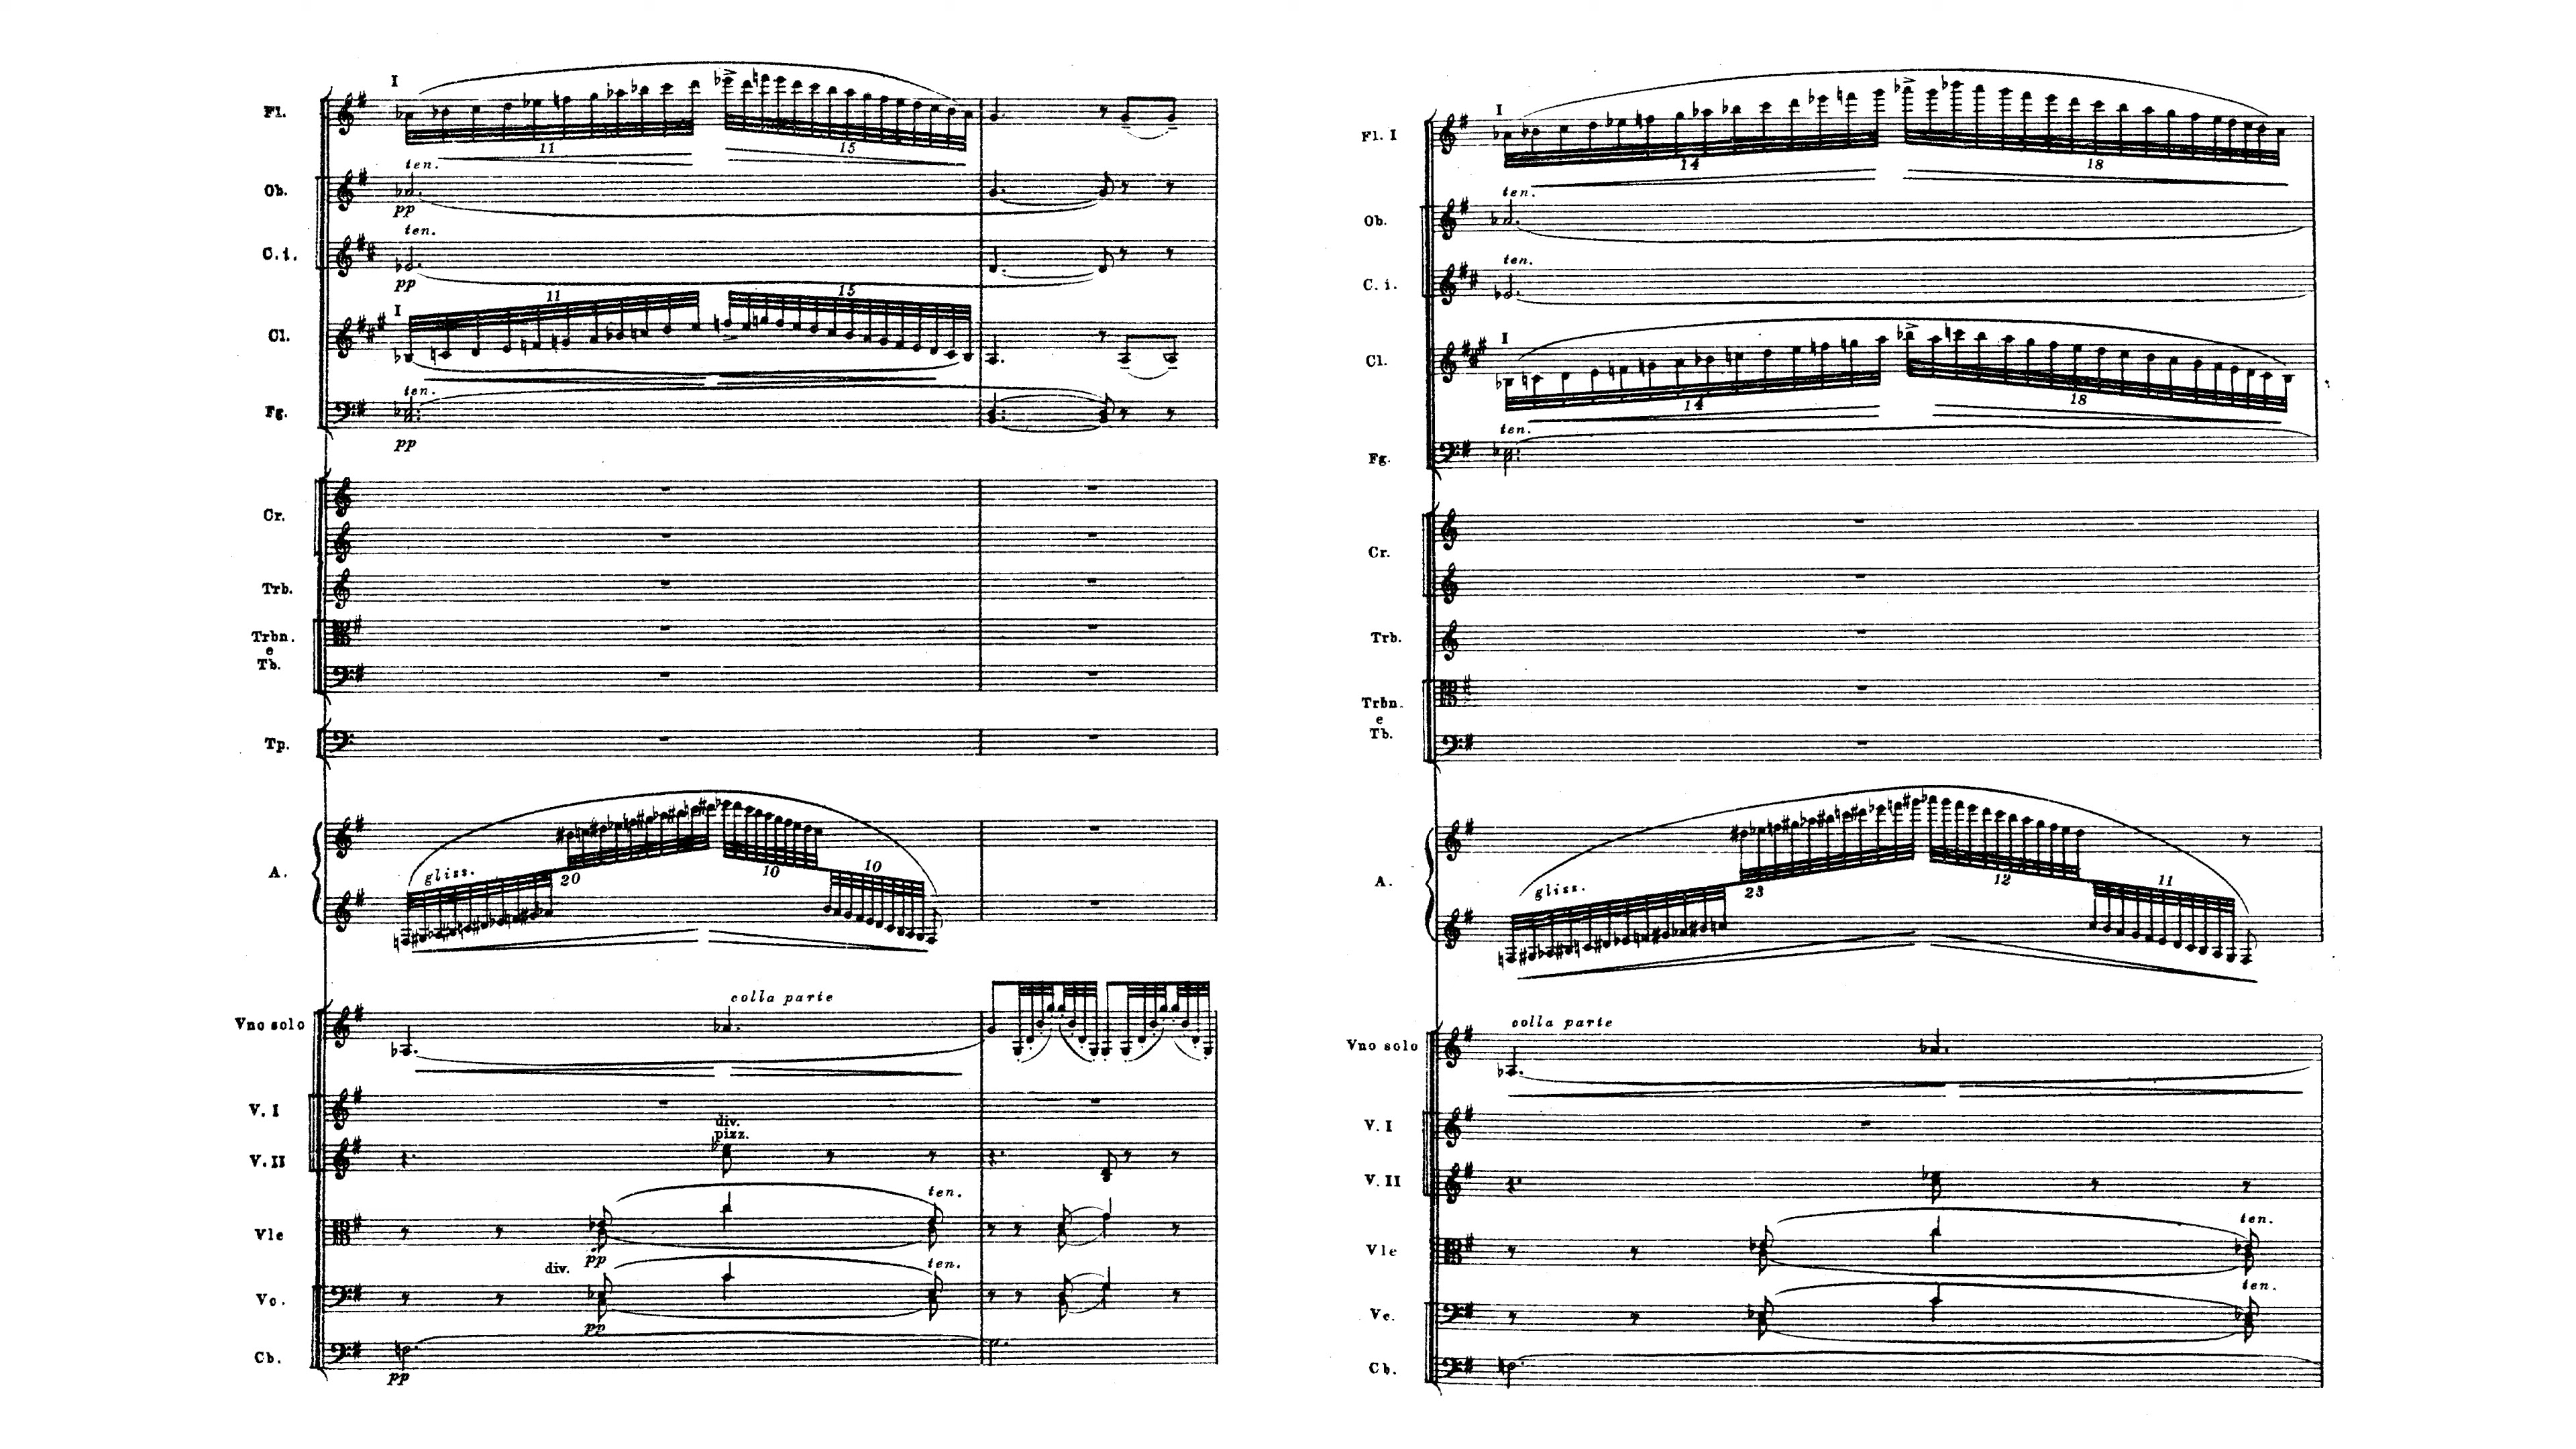 I
Fl.
11
15
ten.
Ob.
pp
ten.
C.i.
pp
11
15
I
Cl.
ten.
Fg.
pp
Cr.
Trb.
Trbn.
e
Tb.
Tp.
A.
gliss.
20
10
10
colla parte
Vno solo
V. I
div.
pizz.
V. II
ten.
Vle
pp
div.
ten.
Vc.
pp
Cb.
pp
I
Fl. I
14
18
ten.
Ob.
ten.
C. i.
I
Cl.
14
18
ten.
Fg.
Cr.
Trb.
Trbn.
e
Tb.
A.
gliss.
23
12
11
colla parte
Vno solo
V. I
V. II
ten.
Vle
ten.
Vc.
Cb.